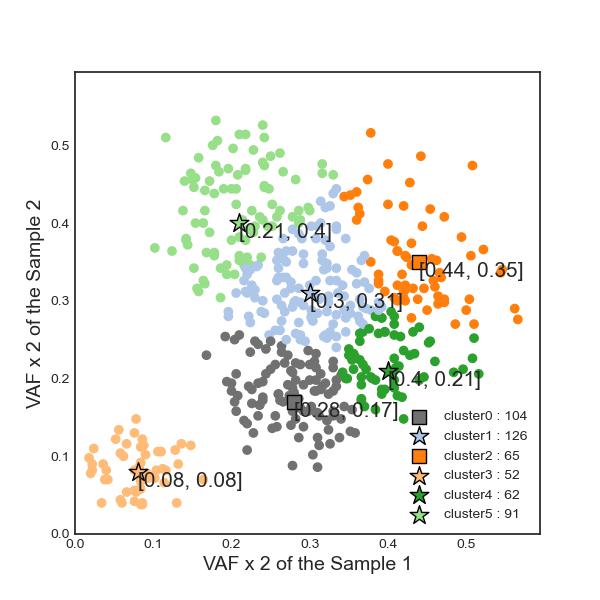 VAF x 2 of the Sample 2
0.5
0.4
0.3
0.2
0.1
0.0
[0.21, 0.4]
[0.44, 0.35]
[0.3, 0.31]
[0.4, 0.21]
[0.28, 0.17]
[0.08, 0.08]
cluster0 : 104
cluster1 : 126
cluster2 : 65
cluster3 : 52
cluster4 : 62
cluster5 : 91
0.0 0.1 0.2 0.3 0.4 0.5
VAF x 2 of the Sample 1